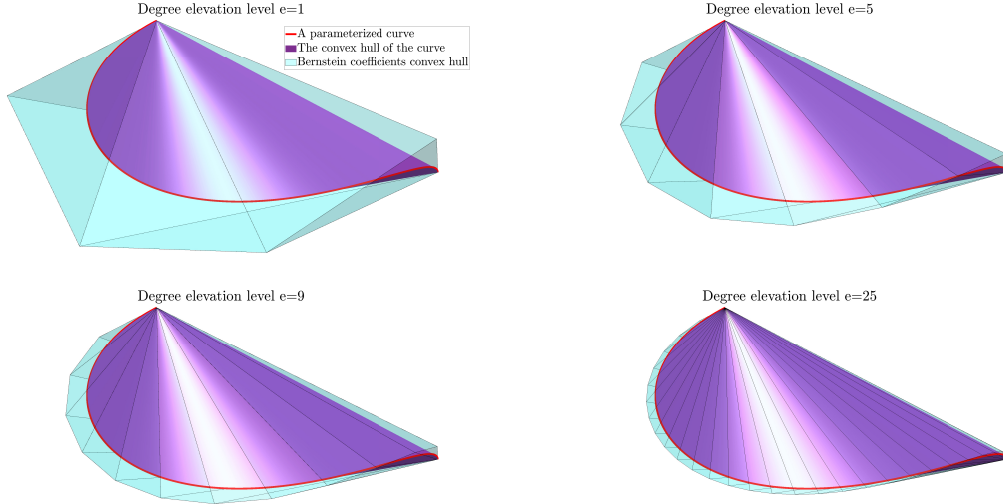 Degree elevation level e=1
A parameterized curve
The convex hull of the curve
Bernstein coefficients convex hull
Degree elevation level e=5
Degree elevation level e=9
Degree elevation level e=25